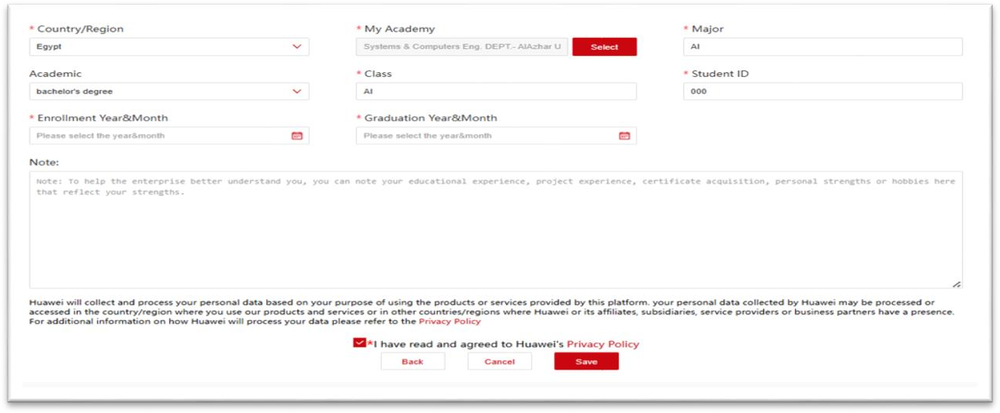 * Country/Region
* My Academy
* Major
Egypt
Systems & Computers Eng. DEPT.- AlAzhar U
Select
AI
Academic
* Class
* Student ID
bachelor's degree
AI
000
* Enrollment Year&Month
* Graduation Year&Month
Please select the year&month
Please select the year&month
Note:
Note: To help the enterprise better understand you, you can note your educational experience, project experience, certificate acquisition, personal strengths or hobbies here
that reflect your strengths.
Huawei will collect and process your personal data based on your purpose of using the products or services provided by this platform. your personal data collected by Huawei may be processed or
accessed in the country/region where you use our products and services or in other countries/regions where Huawei or its affiliates, subsidiaries, service providers or business partners have a presence.
For additional information on how Huawei will process your data please refer to the Privacy Policy
*I have read and agreed to Huawei's Privacy Policy
Back
Cancel
Save